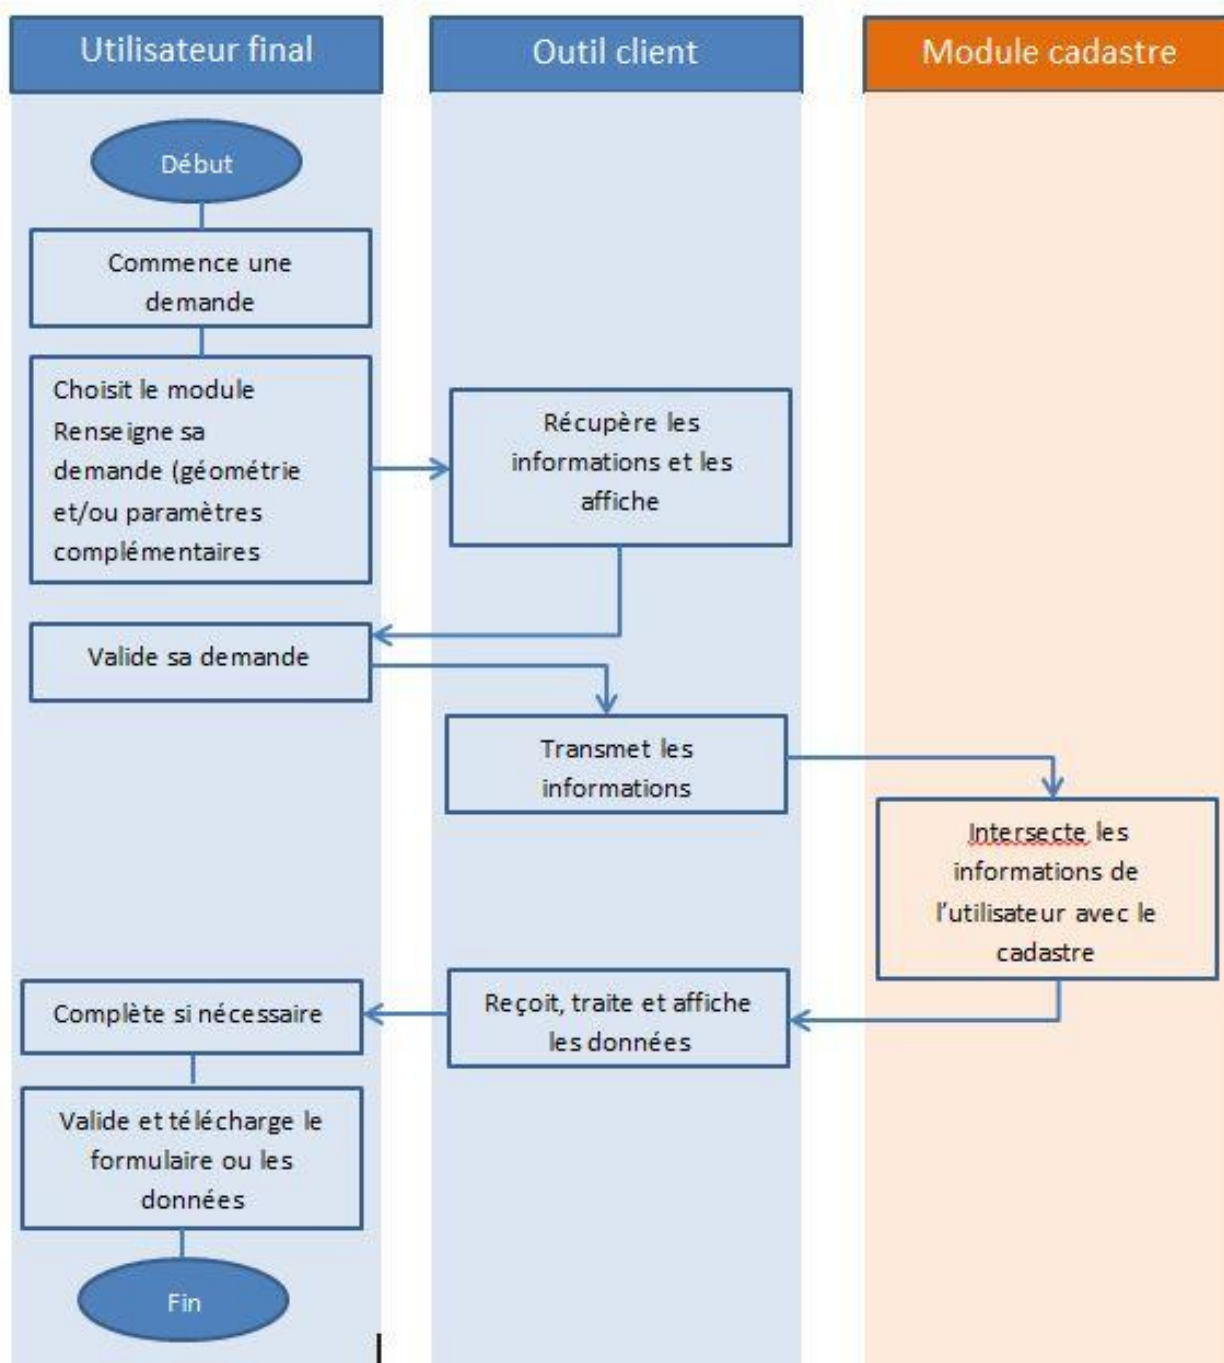 Utilisateur final
Outil client
Module cadastre
Début
Commence une
demande
Choisit le module
Renseigne sa
demande (géométrie
et/ou paramètres
complémentaires
Récupère les
informations et les
affiche
Valide sa demande
Transmet les
informations
Intersecte les
informations de
l'utilisateur avec le
cadastre
Reçoit, traite et affiche
les données
Complète si nécessaire
Valide et télécharge le
formulaire ou les
données
Fin